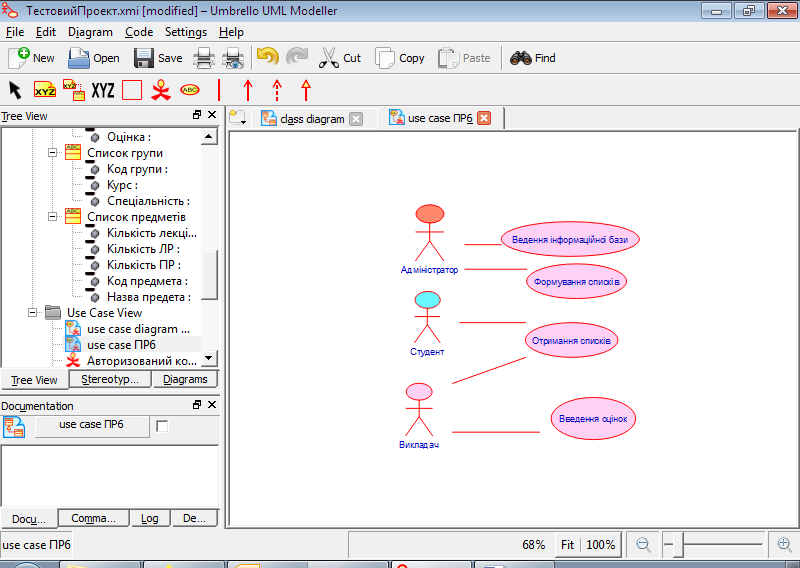 ТестовийПроект.xmi [modified] – Umbrello UML Modeller
File Edit Diagram Code Settings Help
New Open Save Cut Copy Paste Find
XYZ XYZ XYZ ABC
Tree View
class diagram use case ПР6
Оцінка :
Список групи
Код групи :
Курс :
Спеціальність :
Список предметів
Кількість лекці...
Кількість ЛР :
Кількість ПР :
Код предмета :
Назва предета :
Use Case View
use case diagram ...
use case ПР6
Авторизований ко...
Tree View Stereotyp... Diagrams
Documentation
use case ПР6
Docu... Comma... Log De...
Адміністратор
Ведення інформаційної бази
Формування списків
Студент
Отримання списків
Викладач
Введення оцінок
use case ПР6
68% Fit 100%